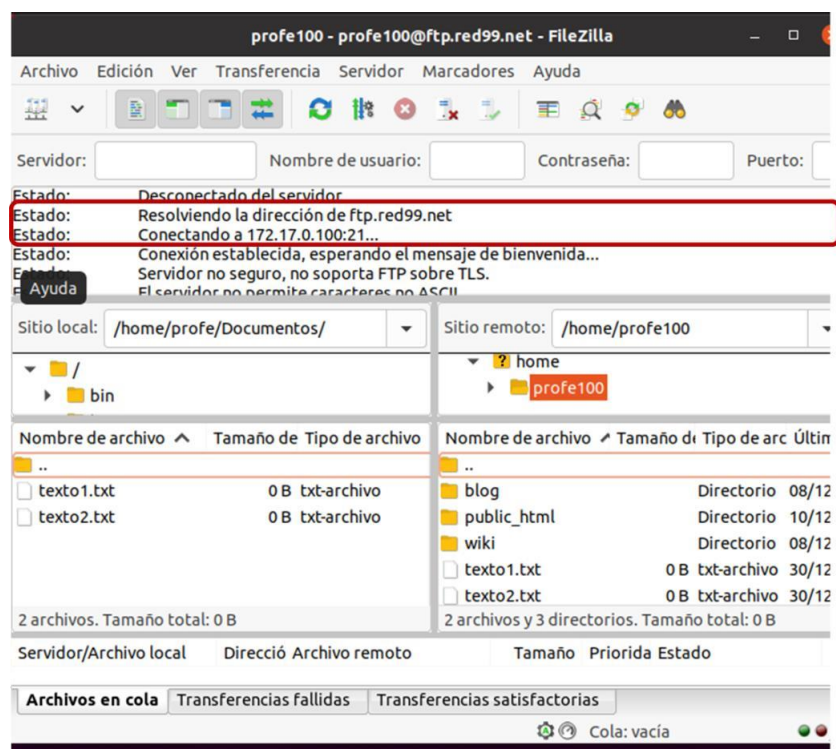 profe100 - profe100@ftp.red99.net - FileZilla
Archivo Edición Ver Transferencia Servidor Marcadores Ayuda
Servidor: Nombre de usuario: Contraseña: Puerto:
Estado: Desconectado del servidor
Estado: Resolviendo la dirección de ftp.red99.net
Estado: Conectando a 172.17.0.100:21...
Estado: Conexión establecida, esperando el mensaje de bienvenida...
Servidor no seguro, no soporta FTP sobre TLS.
El servidor no permite caracteres no ASCII
Ayuda
Sitio local: /home/profe/Documentos/
/
bin
Sitio remoto: /home/profe100
? home
profe100
Nombre de archivo Tamaño de Tipo de archivo
..
texto1.txt 0 B txt-archivo
texto2.txt 0 B txt-archivo
2 archivos. Tamaño total: 0 B
Nombre de archivo Tamaño de Tipo de arc Últim
..
blog Directorio 08/12
public_html Directorio 10/12
wiki Directorio 08/12
texto1.txt 0 B txt-archivo 30/12
texto2.txt 0 B txt-archivo 30/12
2 archivos y 3 directorios. Tamaño total: 0 B
Servidor/Archivo local Direcció Archivo remoto Tamaño Priorida Estado
Archivos en cola Transferencias fallidas Transferencias satisfactorias
Cola: vacía